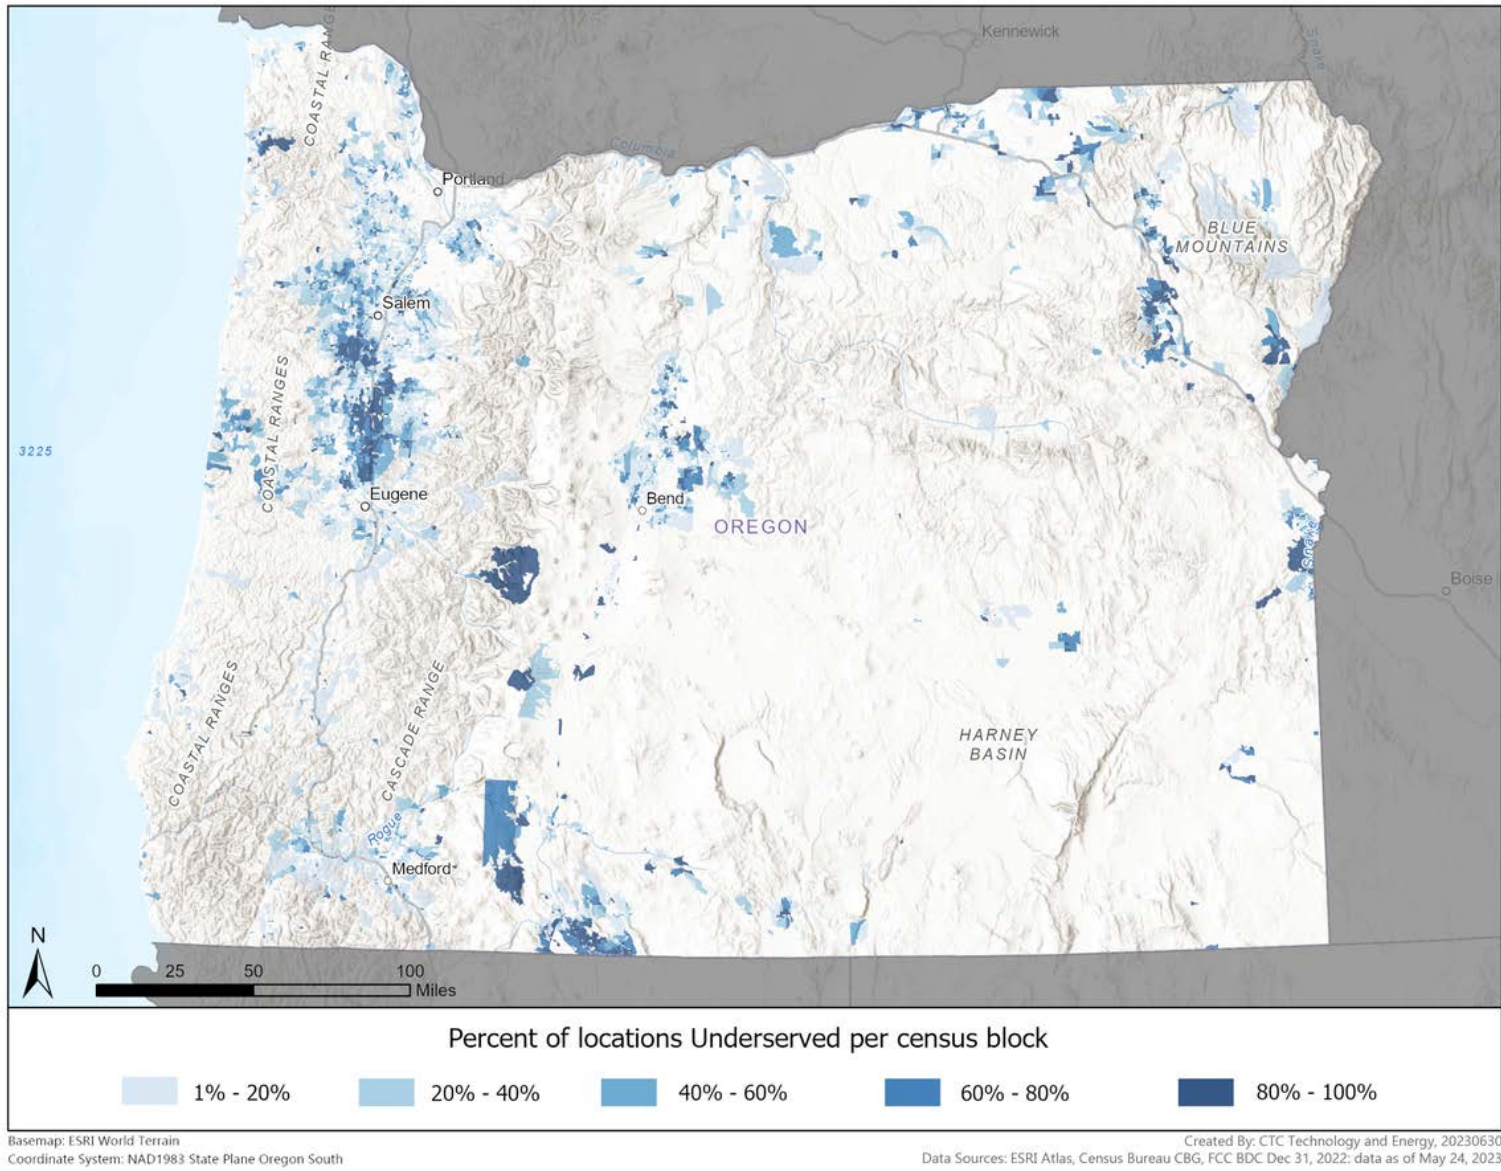 Kennewick
Snake
COASTAL RANGE
Columbia
Portland
BLUE
MOUNTAINS
Salem
COASTAL RANGES
3225
Eugene
Bend
OREGON
Snake
Boise
COASTAL RANGES
CASCADE RANGE
HARNEY
BASIN
Rogue
Medford
N
0 25 50 100
Miles
Percent of locations Underserved per census block
1% - 20% 20% - 40% 40% - 60% 60% - 80% 80% - 100%
Basemap: ESRI World Terrain
Coordinate System: NAD1983 State Plane Oregon South
Created By: CTC Technology and Energy, 20230630
Data Sources: ESRI Atlas, Census Bureau CBG, FCC BDC Dec 31, 2022; data as of May 24, 2023